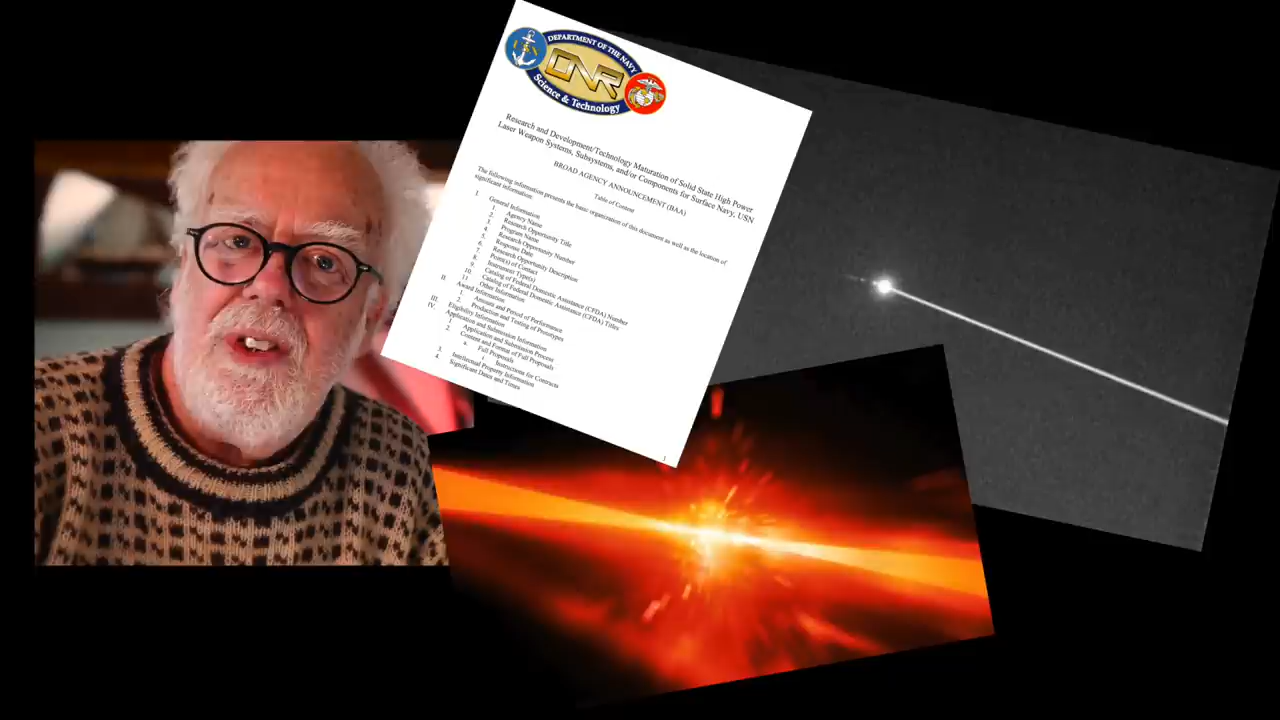 DEPARTMENT OF THE NAVY
ONR
Science & Technology
Research and Development/Technology Maturation of Solid State High Power
Laser Weapon Systems, Subsystems, and/or Components for Surface Navy, USN
BROAD AGENCY ANNOUNCEMENT (BAA)
Table of Content
The following information presents the basic organization of this document as well as the location of
significant information:
I. General Information
1. Agency Name
2. Research Opportunity Title
3. Program Name
4. Research Opportunity Number
5. Response Date
6. Research Opportunity Description
7. Point(s) of Contact
8. Instrument Type(s)
9. Catalog of Federal Domestic Assistance (CFDA) Number
10. Catalog of Federal Domestic Assistance (CFDA) Titles
11. Other Information
II. Award Information
1. Amount and Period of Performance
2. Production and Testing of Prototypes
III. Eligibility Information
IV. Application and Submission Information
1. Application and Submission Process
2. Content and Format of Full Proposals
a. Full Proposals
i. Instructions for Contracts
3. Intellectual Property Information
4. Significant Dates and Times
1